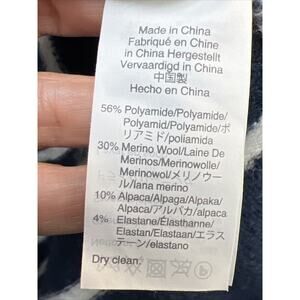 Made in China
Fabriqué en Chine
in China Hergestellt
Vervaardigd in China
中国製
Hecho en China
56% Polyamide/Polyamide/
Polyamid/Polyamide/ポ
リアミド/poliamida
30% Merino Wool/Laine De
Merinos/Merinowolle/
Merinowol/メリノウー
ル/lana merino
10% Alpaca/Alpaga/Alpaka/
Alpaca/アルパカ/alpaca
4% Elastane/Élasthanne/
Elastan/Elastaan/エラス
テーン/elastano
Dry clean.